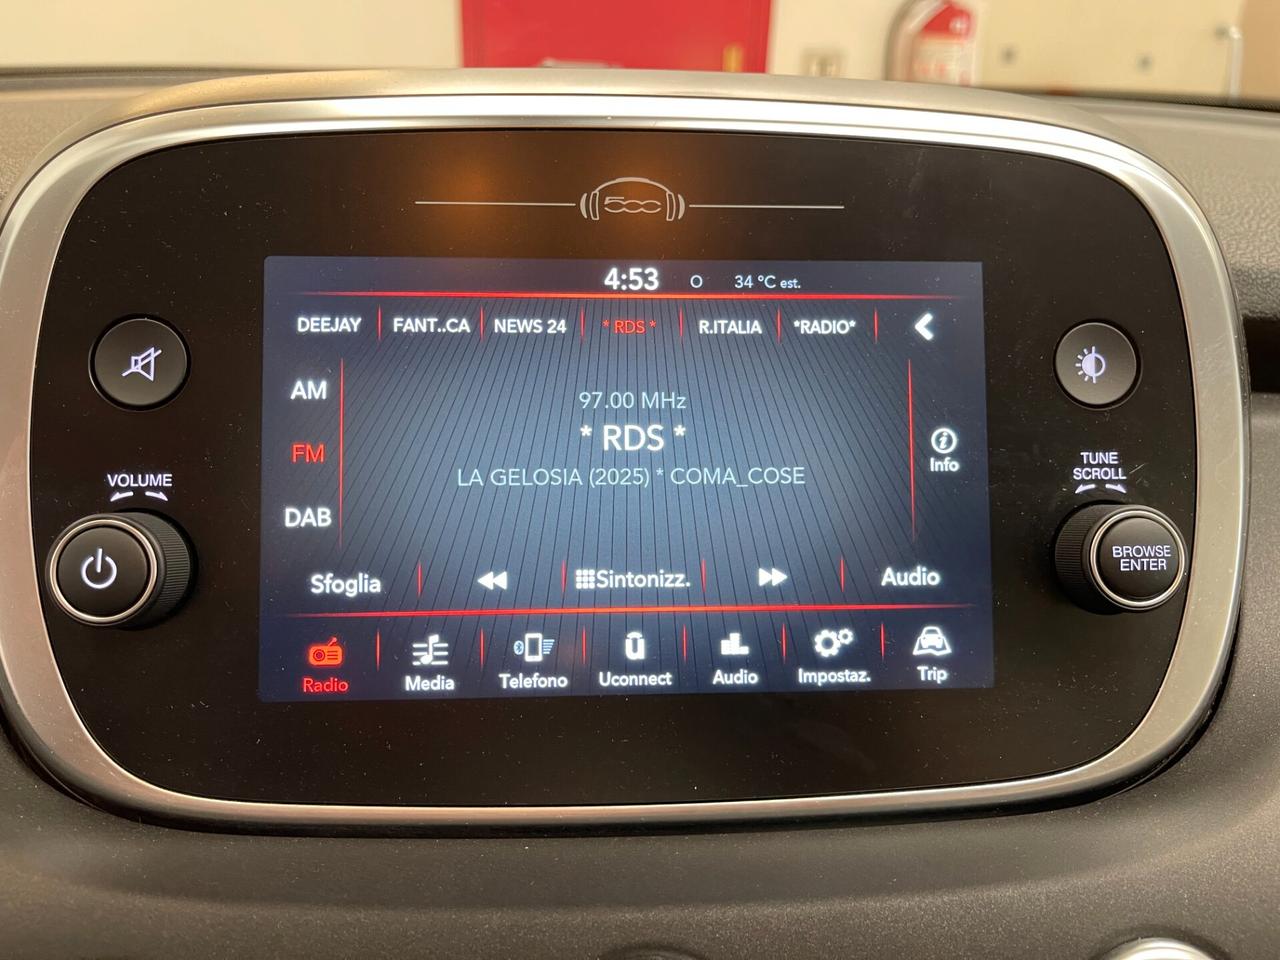 500
4:53 O 34 °C est.
DEEJAY FANT..CA NEWS 24 * RDS * R.ITALIA *RADIO*
AM
97.00 MHz
FM
* RDS *
Info
LA GELOSIA (2025) * COMA_COSE
DAB
VOLUME
TUNE
SCROLL
BROWSE
ENTER
Sfoglia Sintonizz. Audio
Radio Media Telefono Uconnect Audio Impostaz. Trip